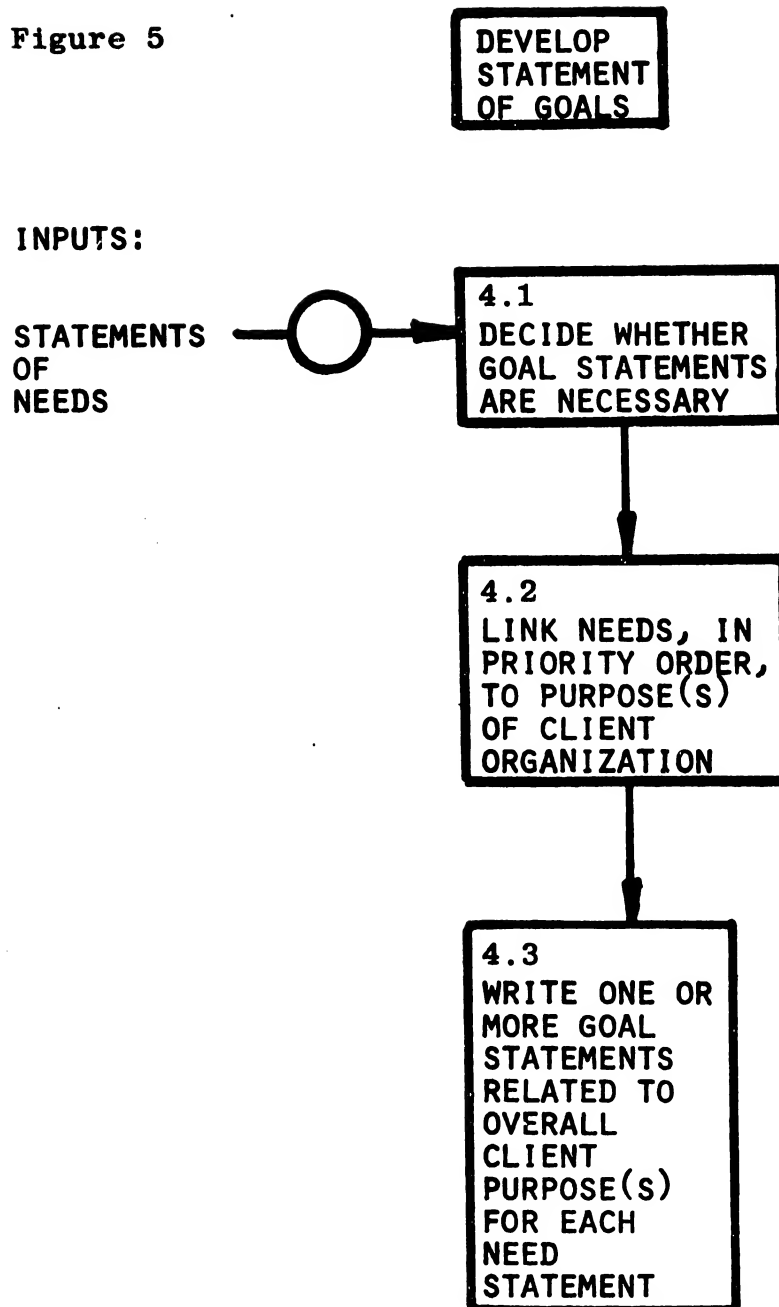 Figure 5
DEVELOP
STATEMENT
OF GOALS
INPUTS:
STATEMENTS
OF
NEEDS
4.1
DECIDE WHETHER
GOAL STATEMENTS
ARE NECESSARY
4.2
LINK NEEDS, IN
PRIORITY ORDER,
TO PURPOSE(S)
OF CLIENT
ORGANIZATION
4.3
WRITE ONE OR
MORE GOAL
STATEMENTS
RELATED TO
OVERALL
CLIENT
PURPOSE(S)
FOR EACH
NEED
STATEMENT